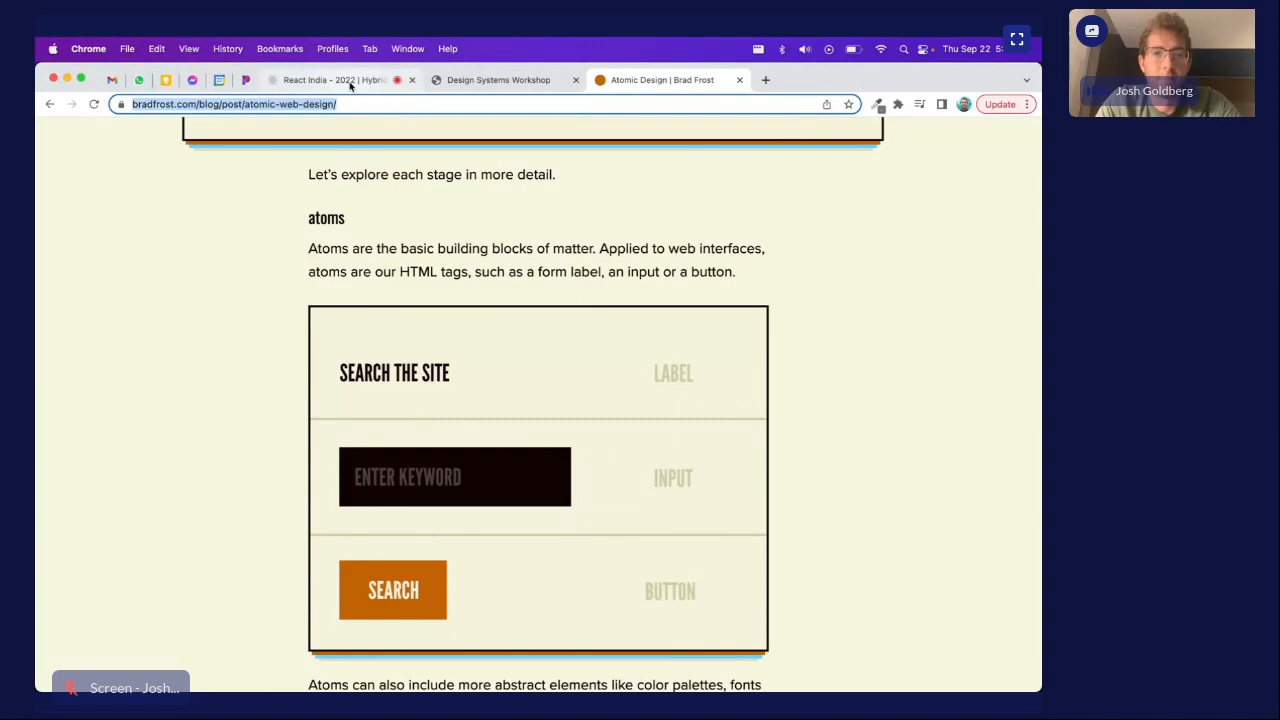 Chrome File Edit View History Bookmarks Profiles Tab Window Help Thu Sep 22
React India - 2022 | Hybri
Design Systems Workshop
Atomic Design | Brad Frost
bradfrost.com/blog/post/atomic-web-design/
Update
Josh Goldberg
Let's explore each stage in more detail.
atoms
Atoms are the basic building blocks of matter. Applied to web interfaces,
atoms are our HTML tags, such as a form label, an input or a button.
SEARCH THE SITE LABEL
ENTER KEYWORD INPUT
SEARCH BUTTON
Atoms can also include more abstract elements like color palettes, fonts
Screen - Josh...